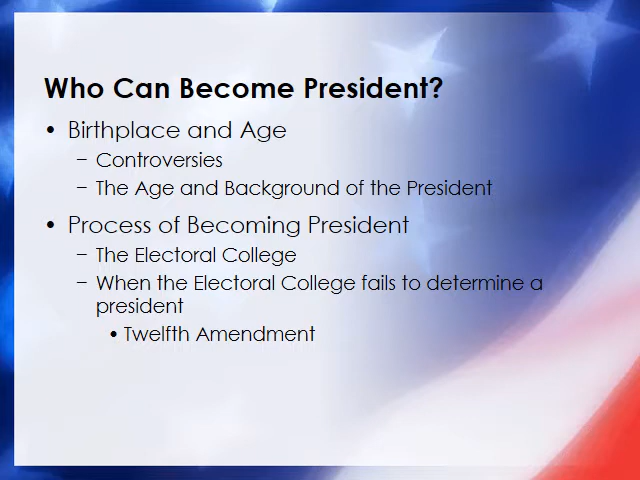 Who Can Become President?
• Birthplace and Age
− Controversies
− The Age and Background of the President
• Process of Becoming President
− The Electoral College
− When the Electoral College fails to determine a
president
• Twelfth Amendment